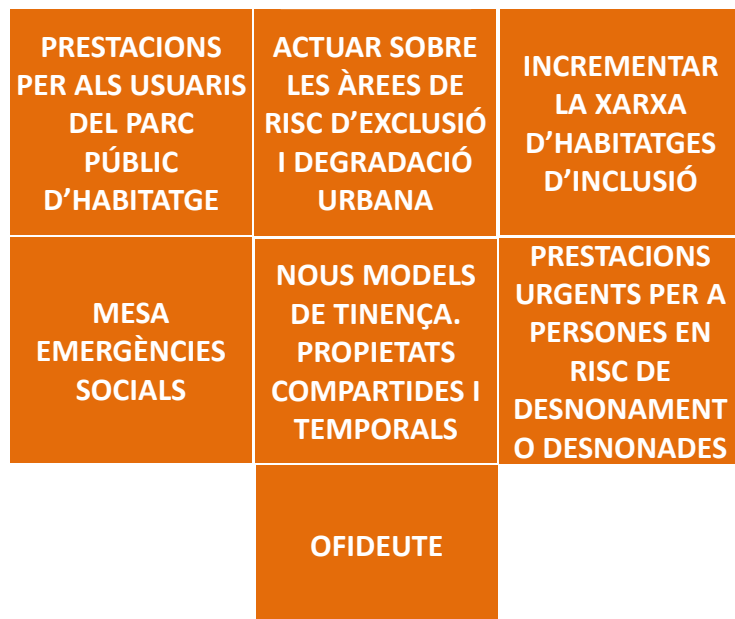 PRESTACIONS
PER ALS USUARIS
DEL PARC
PÚBLIC
D’HABITATGE
ACTUAR SOBRE
LES ÀREES DE
RISC D’EXCLUSIÓ
I DEGRADACIÓ
URBANA
INCREMENTAR
LA XARXA
D’HABITATGES
D’INCLUSIÓ
MESA
EMERGÈNCIES
SOCIALS
NOUS MODELS
DE TINENÇA.
PROPIETATS
COMPARTIDES I
TEMPORALS
PRESTACIONS
URGENTS PER A
PERSONES EN
RISC DE
DESNONAMENT
O DESNONADES
OFIDEUTE